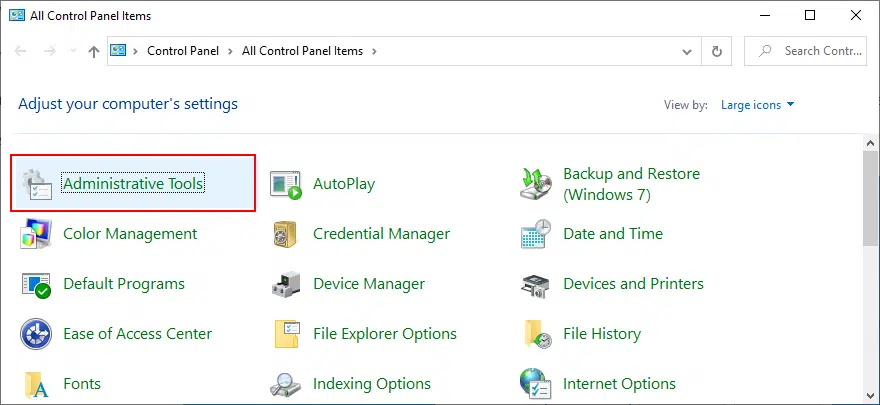 All Control Panel Items
Control Panel > All Control Panel Items >
Search Contr...
Adjust your computer's settings
View by: Large icons
Administrative Tools
AutoPlay
Backup and Restore
(Windows 7)
Color Management
Credential Manager
Date and Time
Default Programs
Device Manager
Devices and Printers
Ease of Access Center
File Explorer Options
File History
Fonts
Indexing Options
Internet Options